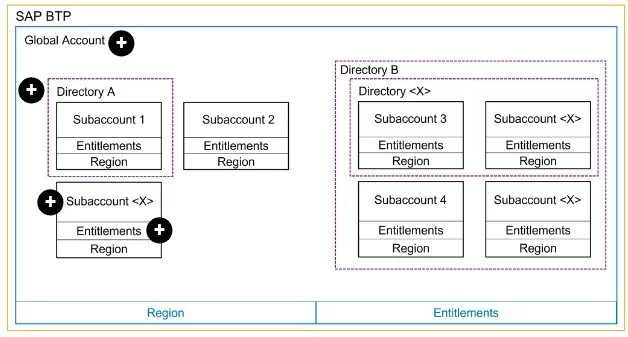 SAP BTP
Global Account
Directory A
Subaccount 1
Entitlements
Region
Subaccount 2
Entitlements
Region
Subaccount <X>
Entitlements
Region
Directory B
Directory <X>
Subaccount 3
Entitlements
Region
Subaccount <X>
Entitlements
Region
Subaccount 4
Entitlements
Region
Subaccount <X>
Entitlements
Region
Region
Entitlements